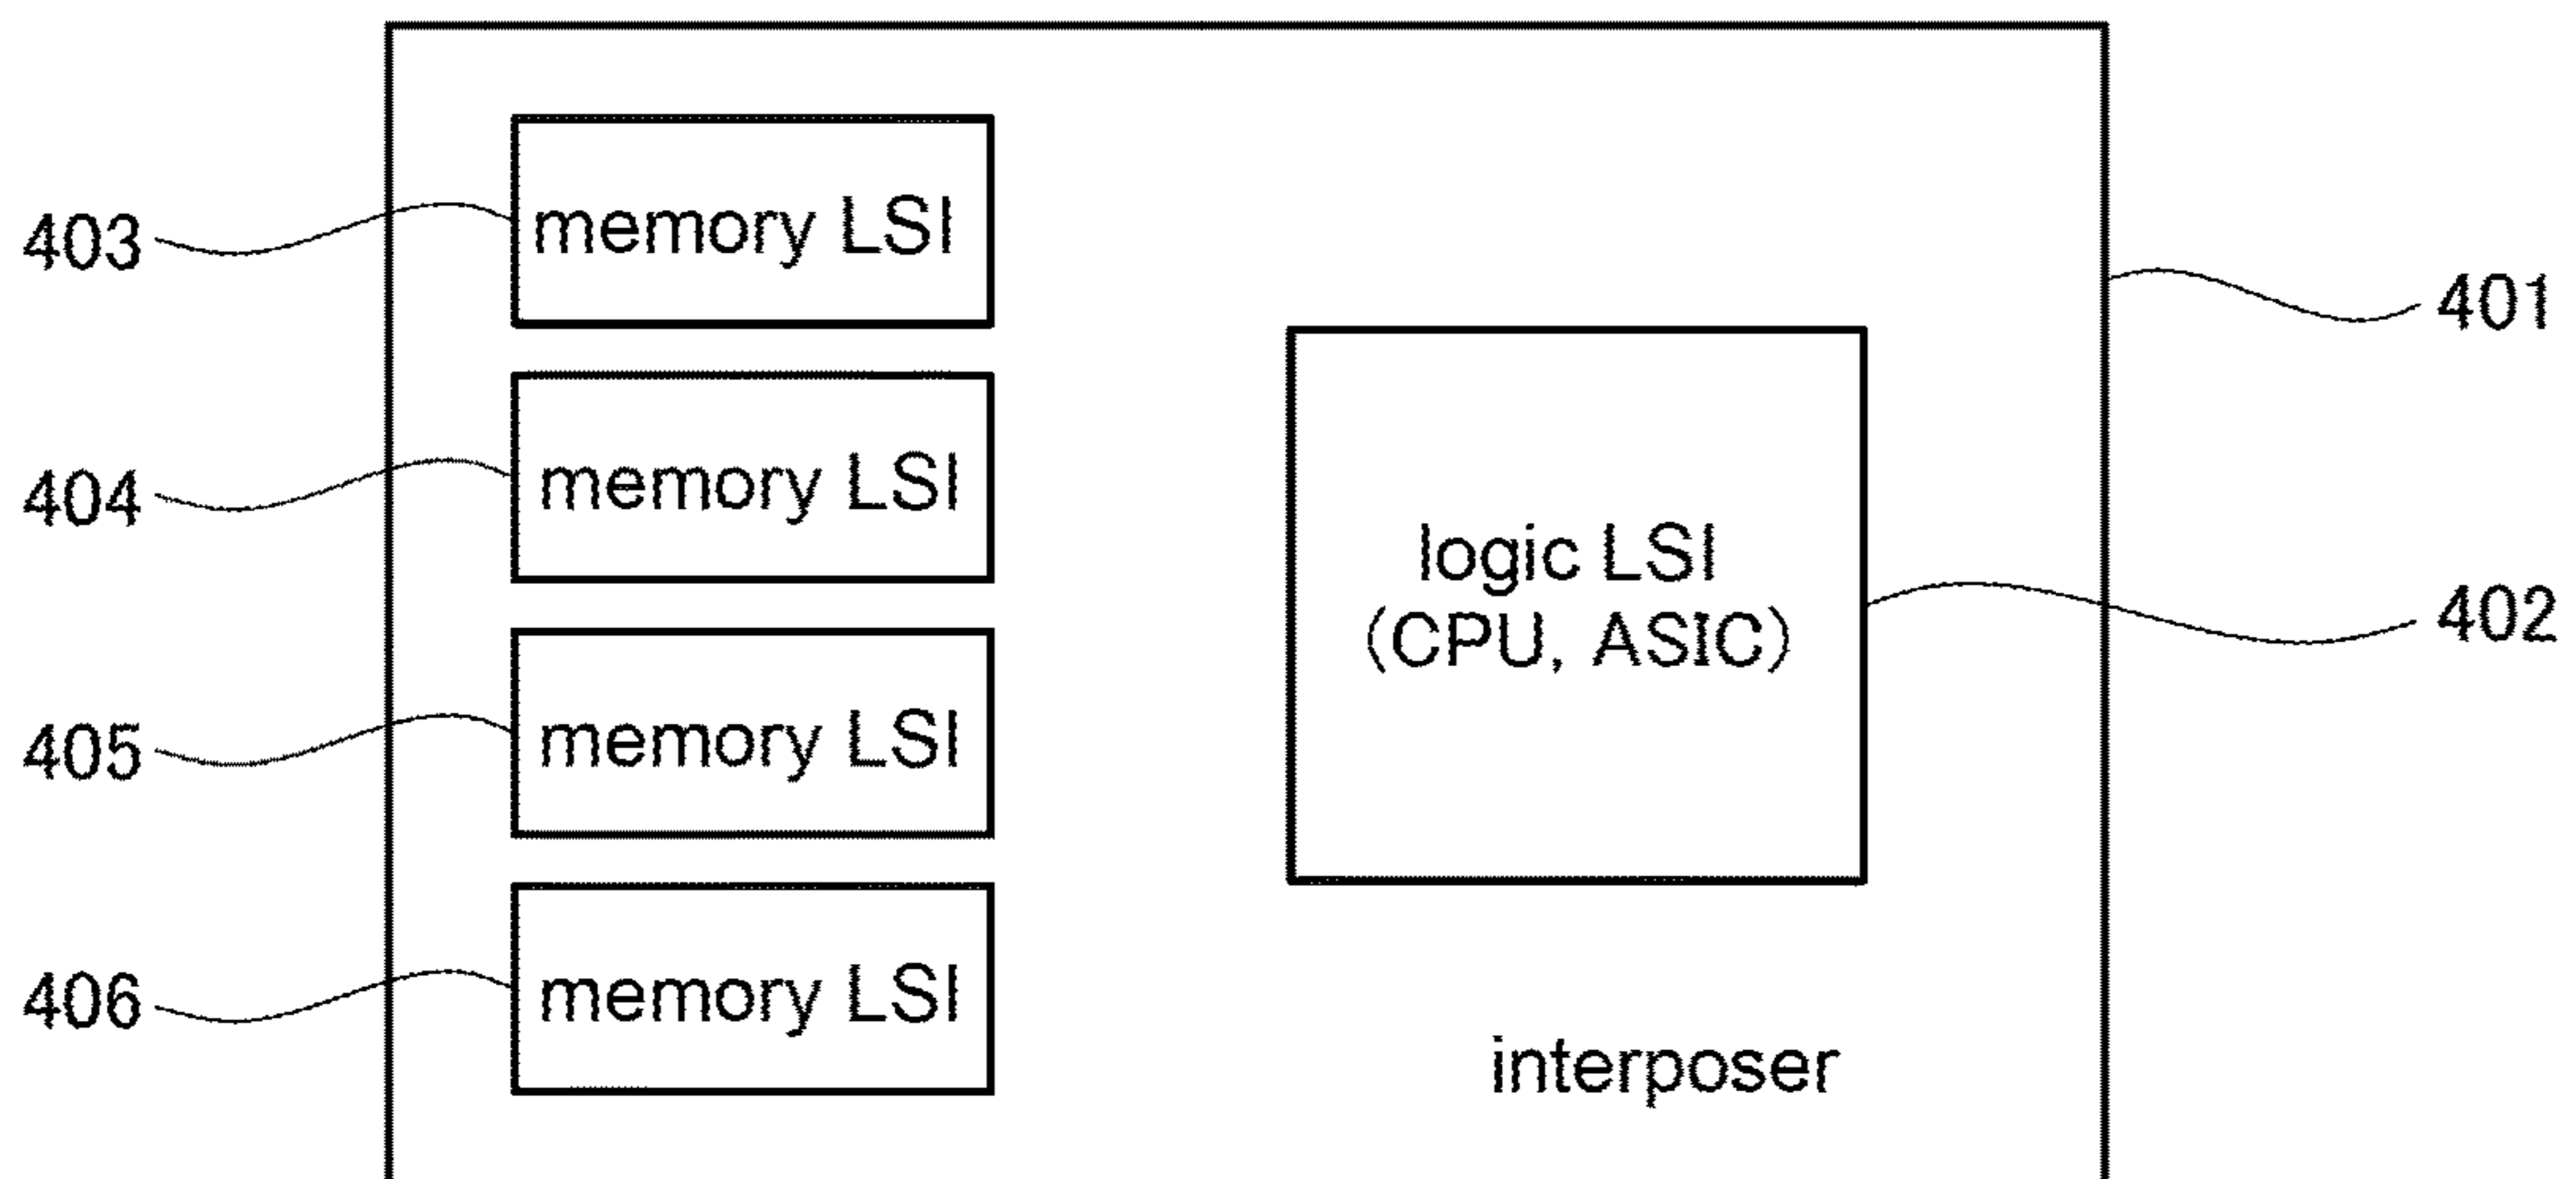 403
memory LSI
401
404
memory LSI
logic LSI
(CPU, ASIC)
402
405
memory LSI
406
memory LSI
interposer